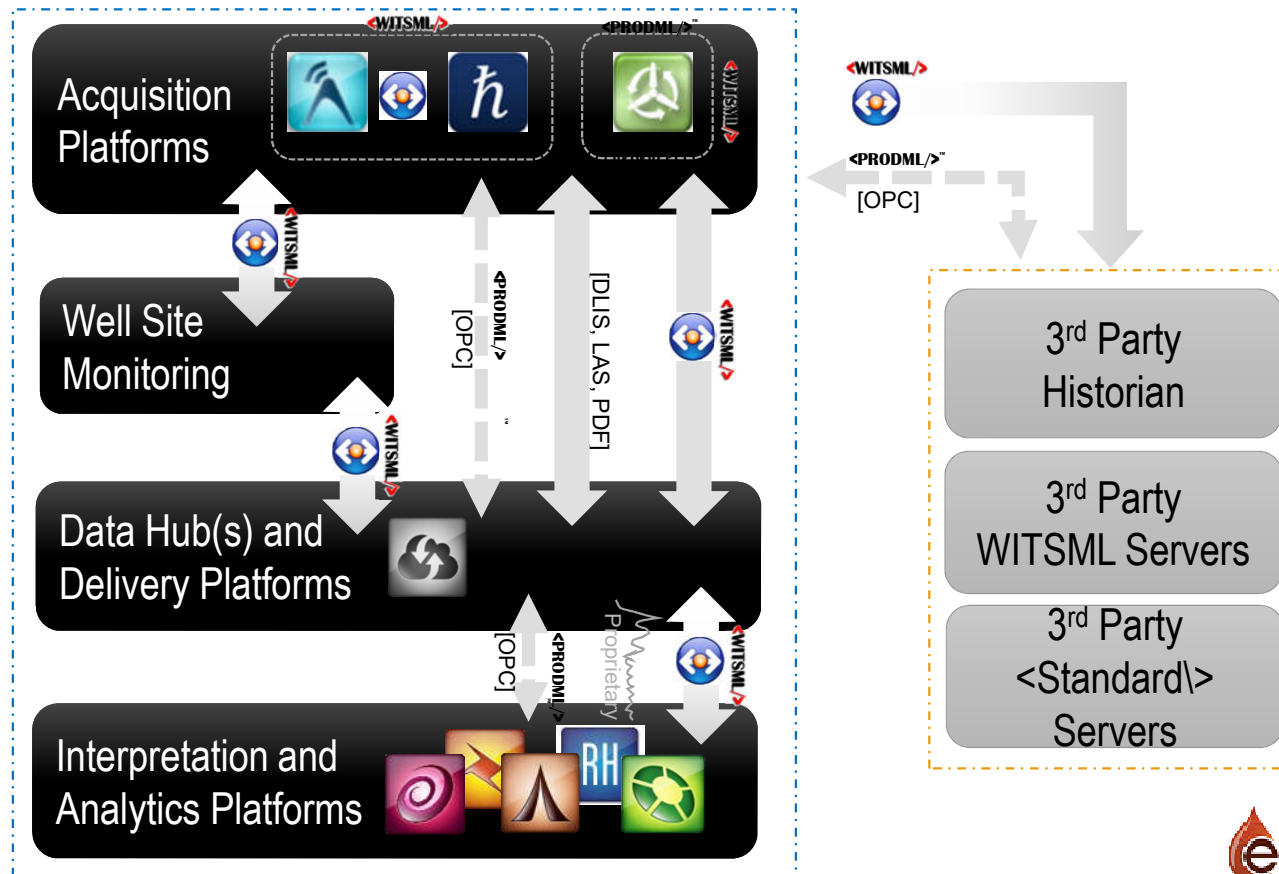 <WITSML/>
<PRODML/>™
<WITSML/>
Acquisition
Platforms
ħ
<WITSML/>
Well Site
Monitoring
<WITSML/>
[OPC]
<PRODML/>
™
[DLIS, LAS, PDF]
<WITSML/>
Data Hub(s) and
Delivery Platforms
[OPC]
<PRODML/>™
Proprietary
<WITSML/>
Interpretation and
Analytics Platforms
RH
<WITSML/>
<PRODML/>™
[OPC]
3rd Party
Historian
3rd Party
WITSML Servers
3rd Party
<Standard\>
Servers
e